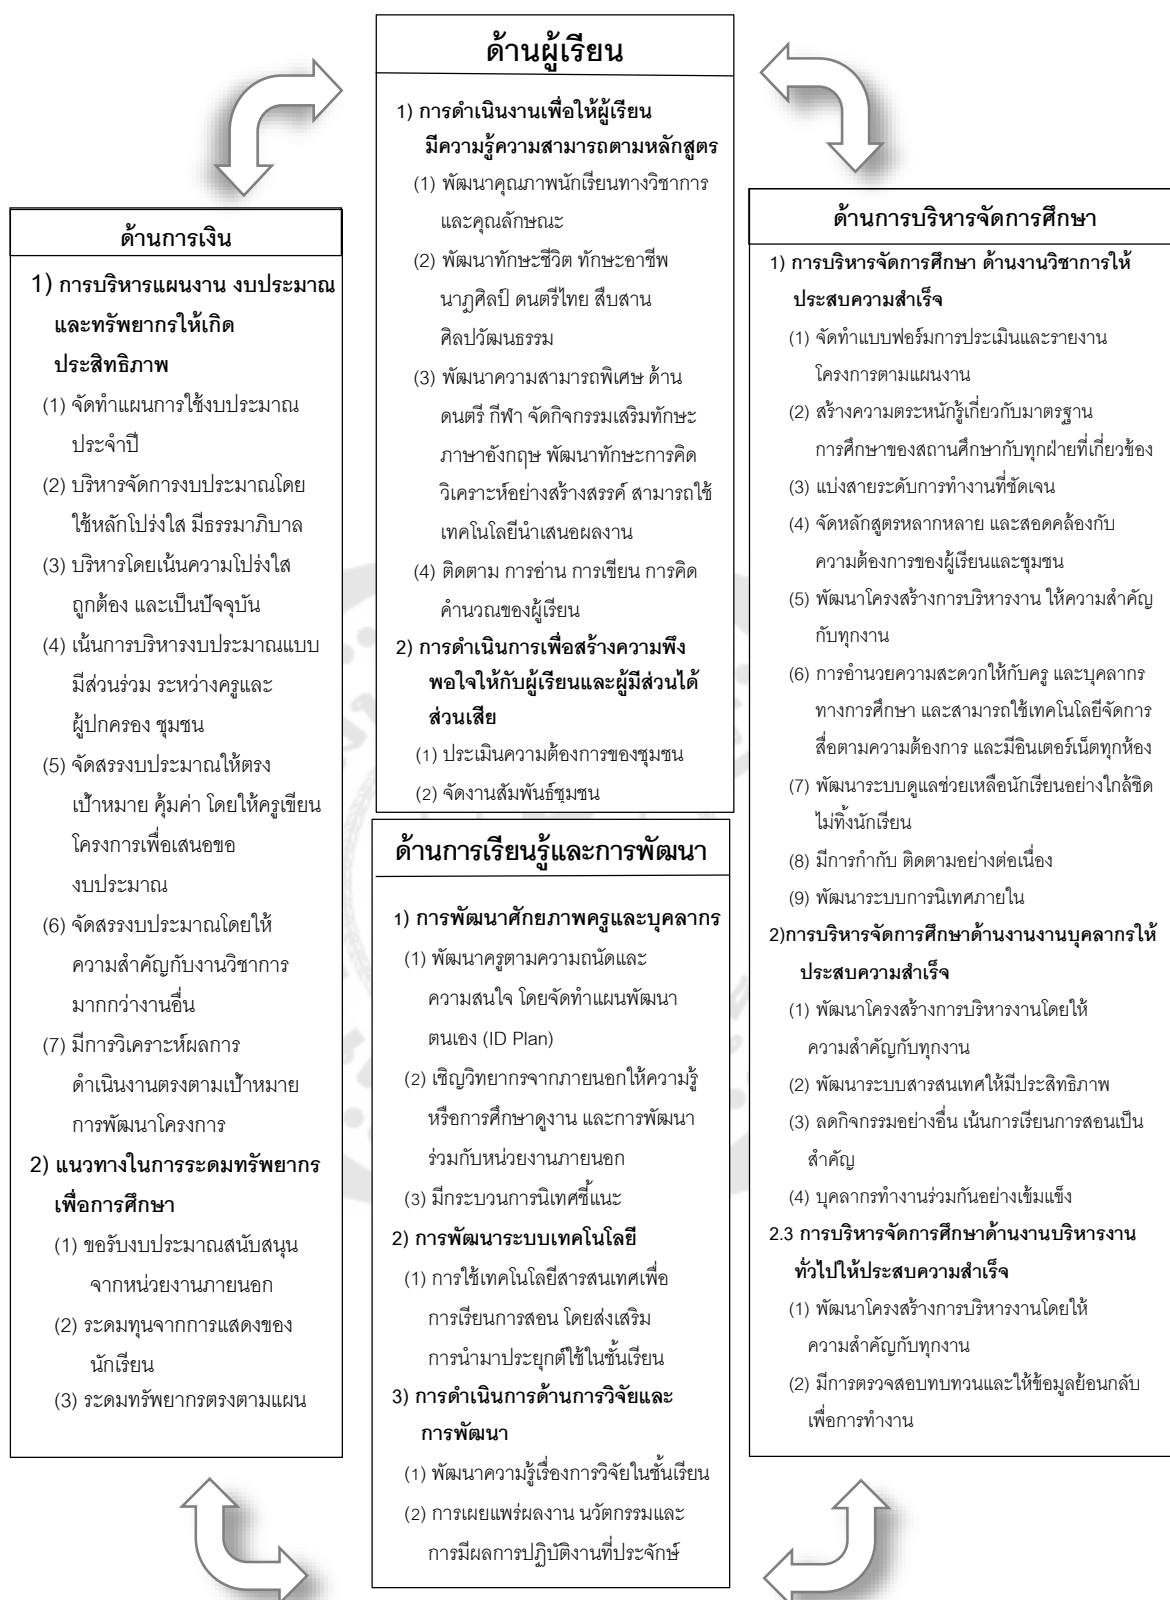 ด้านผู้เรียน
1) การดำเนินงานเพื่อให้ผู้เรียน
มีความรู้ความสามารถตามหลักสูตร
(1) พัฒนาคุณภาพนักเรียนทางวิชาการ
และคุณลักษณะ
(2) พัฒนาทักษะชีวิต ทักษะอาชีพ
นาฏศิลป์ ดนตรีไทย สืบสาน
ศิลปวัฒนธรรม
(3) พัฒนาความสามารถพิเศษ ด้าน
ดนตรี กีฬา จัดกิจกรรมเสริมทักษะ
ภาษาอังกฤษ พัฒนาทักษะการคิด
วิเคราะห์อย่างสร้างสรรค์ สามารถใช้
เทคโนโลยีนำเสนอผลงาน
(4) ติดตาม การอ่าน การเขียน การคิด
คำนวณของผู้เรียน
2) การดำเนินการเพื่อสร้างความพึง
พอใจให้กับผู้เรียนและผู้มีส่วนได้
ส่วนเสีย
(1) ประเมินความต้องการของชุมชน
(2) จัดงานสัมพันธ์ชุมชน
ด้านการเงิน
1) การบริหารแผนงาน งบประมาณ
และทรัพยากรให้เกิด
ประสิทธิภาพ
(1) จัดทำแผนการใช้งบประมาณ
ประจำปี
(2) บริหารจัดการงบประมาณโดย
ใช้หลักโปร่งใส มีธรรมาภิบาล
(3) บริหารโดยเน้นความโปร่งใส
ถูกต้อง และเป็นปัจจุบัน
(4) เน้นการบริหารงบประมาณแบบ
มีส่วนร่วม ระหว่างครูและ
ผู้ปกครอง ชุมชน
(5) จัดสรรงบประมาณให้ตรง
เป้าหมาย คุ้มค่า โดยให้ครูเขียน
โครงการเพื่อเสนอขอ
งบประมาณ
(6) จัดสรรงบประมาณโดยให้
ความสำคัญกับงานวิชาการ
มากกว่างานอื่น
(7) มีการวิเคราะห์ผลการ
ดำเนินงานตรงตามเป้าหมาย
การพัฒนาโครงการ
2) แนวทางในการระดมทรัพยากร
เพื่อการศึกษา
(1) ขอรับงบประมาณสนับสนุน
จากหน่วยงานภายนอก
(2) ระดมทุนจากการแสดงของ
นักเรียน
(3) ระดมทรัพยากรตรงตามแผน
ด้านการบริหารจัดการศึกษา
1) การบริหารจัดการศึกษา ด้านงานวิชาการให้
ประสบความสำเร็จ
(1) จัดทำแบบฟอร์มการประเมินและรายงาน
โครงการตามแผนงาน
(2) สร้างความตระหนักรู้เกี่ยวกับมาตรฐาน
การศึกษาของสถานศึกษากับทุกฝ่ายที่เกี่ยวข้อง
(3) แบ่งสายระดับการทำงานที่ชัดเจน
(4) จัดหลักสูตรหลากหลาย และสอดคล้องกับ
ความต้องการของผู้เรียนและชุมชน
(5) พัฒนาโครงสร้างการบริหารงาน ให้ความสำคัญ
กับทุกงาน
(6) การอำนวยความสะดวกให้กับครู และบุคลากร
ทางการศึกษา และสามารถใช้เทคโนโลยีจัดการ
สื่อตามความต้องการ และมีอินเตอร์เน็ตทุกห้อง
(7) พัฒนาระบบดูแลช่วยเหลือนักเรียนอย่างใกล้ชิด
ไม่ทิ้งนักเรียน
(8) มีการกำกับ ติดตามอย่างต่อเนื่อง
(9) พัฒนาระบบการนิเทศภายใน
2)การบริหารจัดการศึกษาด้านงานงานบุคลากรให้
ประสบความสำเร็จ
(1) พัฒนาโครงสร้างการบริหารงานโดยให้
ความสำคัญกับทุกงาน
(2) พัฒนาระบบสารสนเทศให้มีประสิทธิภาพ
(3) ลดกิจกรรมอย่างอื่น เน้นการเรียนการสอนเป็น
สำคัญ
(4) บุคลากรทำงานร่วมกันอย่างเข้มแข็ง
2.3 การบริหารจัดการศึกษาด้านงานบริหารงาน
ทั่วไปให้ประสบความสำเร็จ
(1) พัฒนาโครงสร้างการบริหารงานโดยให้
ความสำคัญกับทุกงาน
(2) มีการตรวจสอบทบทวนและให้ข้อมูลย้อนกลับ
เพื่อการทำงาน
ด้านการเรียนรู้และการพัฒนา
1) การพัฒนาศักยภาพครูและบุคลากร
(1) พัฒนาครูตามความถนัดและ
ความสนใจ โดยจัดทำแผนพัฒนา
ตนเอง (ID Plan)
(2) เชิญวิทยากรจากภายนอกให้ความรู้
หรือการศึกษาดูงาน และการพัฒนา
ร่วมกับหน่วยงานภายนอก
(3) มีกระบวนการนิเทศชี้แนะ
2) การพัฒนาระบบเทคโนโลยี
(1) การใช้เทคโนโลยีสารสนเทศเพื่อ
การเรียนการสอน โดยส่งเสริม
การนำมาประยุกต์ใช้ในชั้นเรียน
3) การดำเนินการด้านการวิจัยและ
การพัฒนา
(1) พัฒนาความรู้เรื่องการวิจัยในชั้นเรียน
(2) การเผยแพร่ผลงาน นวัตกรรมและ
การมีผลการปฏิบัติงานที่ประจักษ์